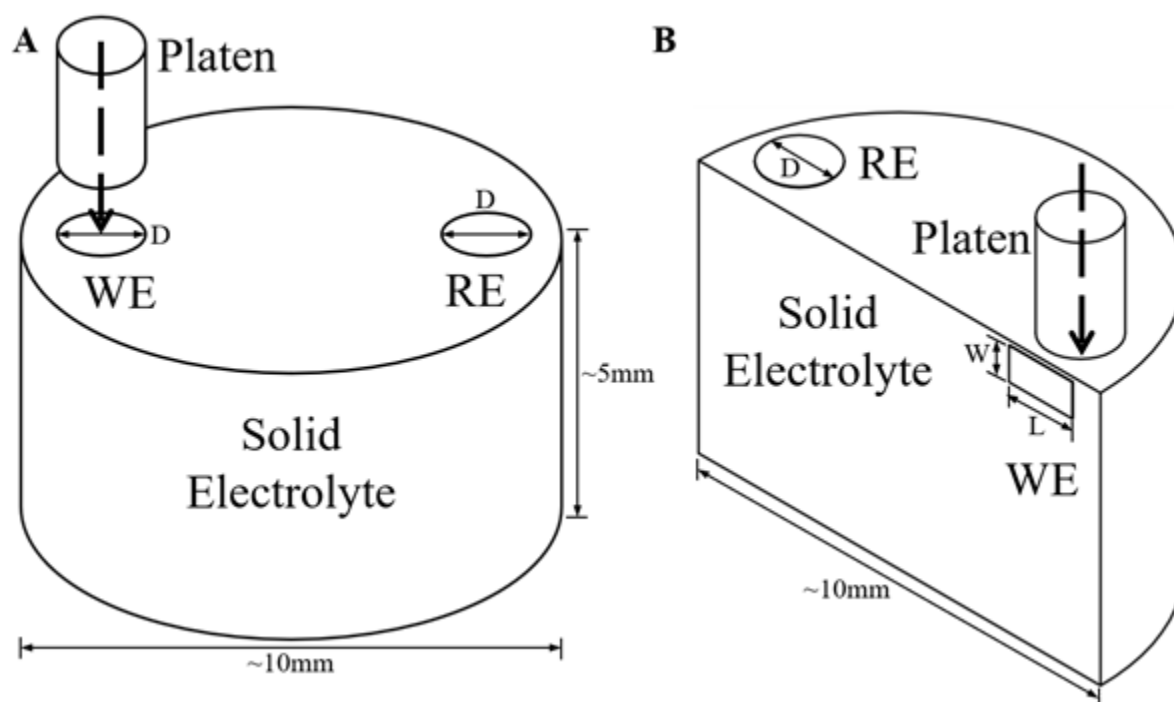 A
Platen
D
D
WE
RE
~5mm
Solid
Electrolyte
~10mm
B
RE
D
Platen
Solid
Electrolyte
W
L
WE
~10mm